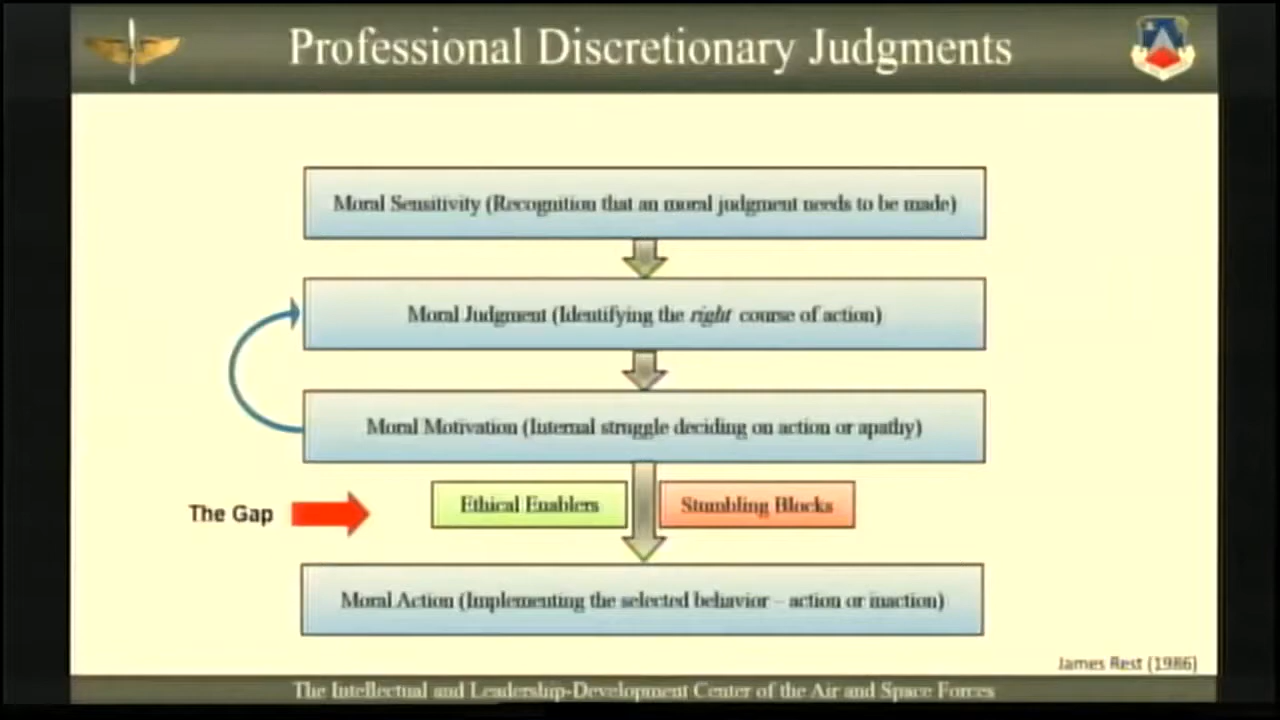 Professional Discretionary Judgments
Moral Sensitivity (Recognition that an moral judgment needs to be made)
Moral Judgment (Identifying the right course of action)
Moral Motivation (Internal struggle deciding on action or apathy)
The Gap
Ethical Enablers
Stumbling Blocks
Moral Action (Implementing the selected behavior – action or inaction)
James Rest (1986)
The Intellectual and Leadership-Development Center of the Air and Space Forces